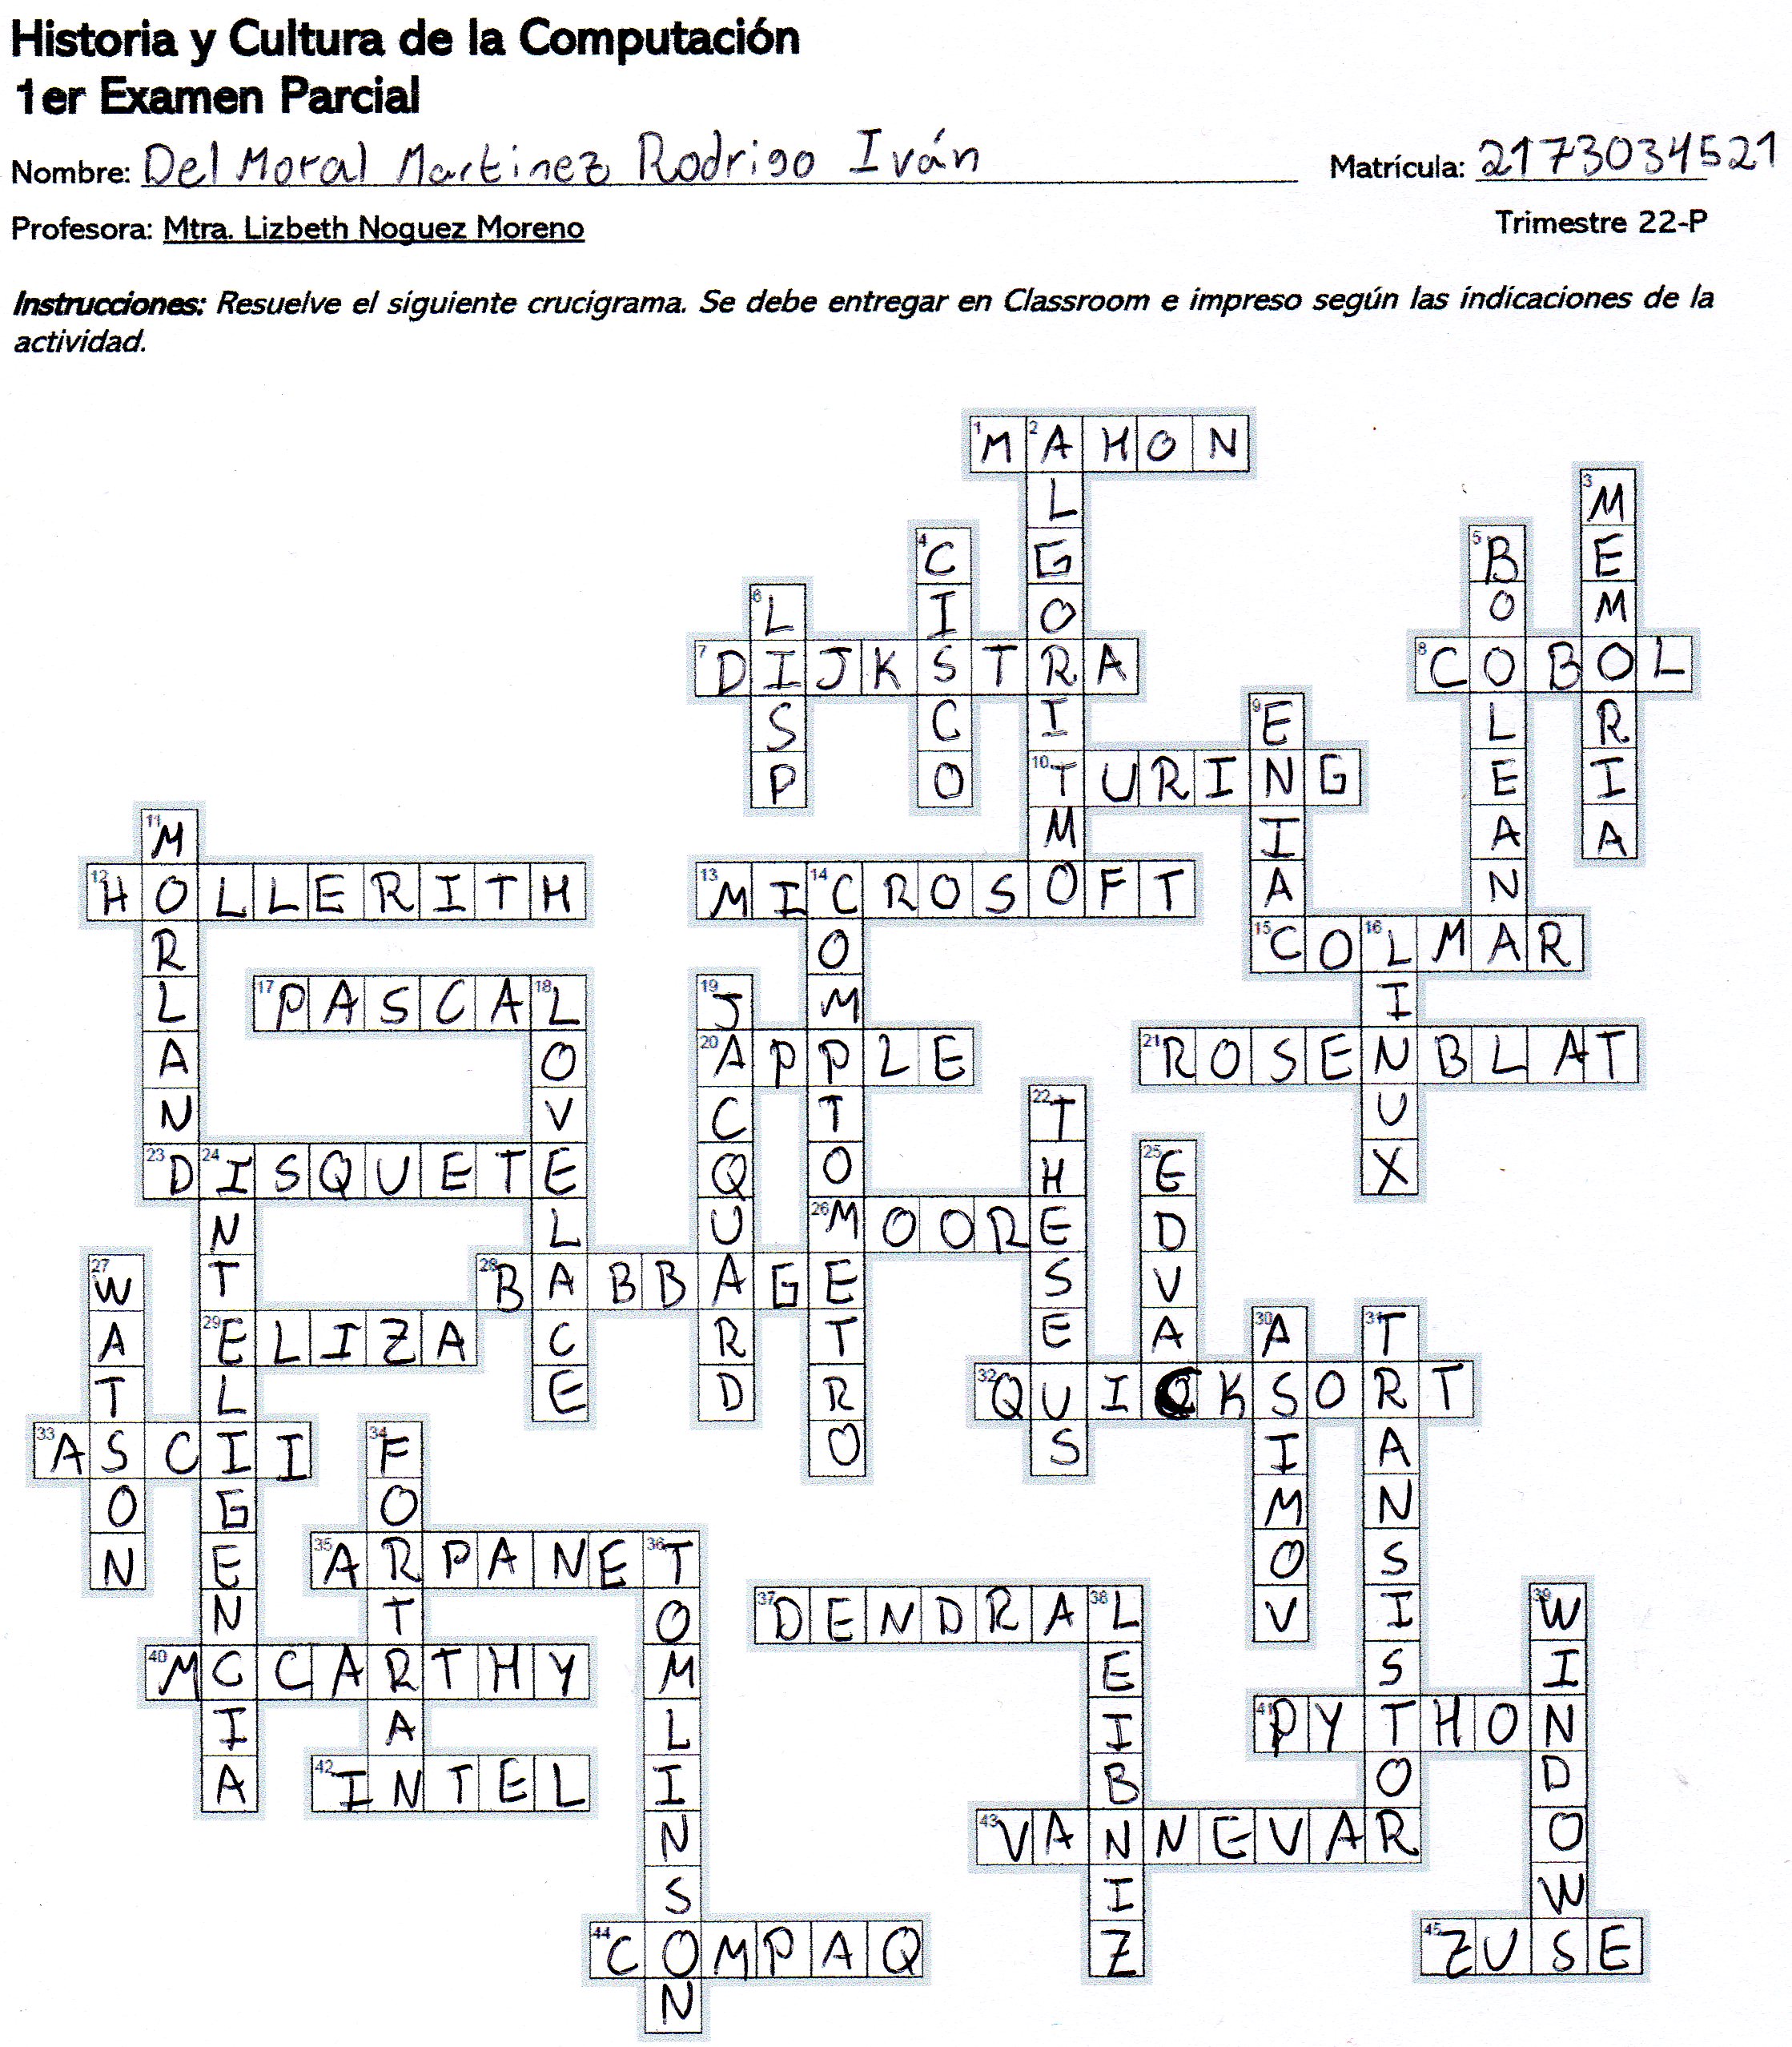 Historia y Cultura de la Computación
1er Examen Parcial
Nombre: Del Moral Martinez Rodrigo Iván Matrícula: 2173034521
Profesora: Mtra. Lizbeth Noguez Moreno Trimestre 22-P
Instrucciones: Resuelve el siguiente crucigrama. Se debe entregar en Classroom e impreso según las indicaciones de la
actividad.
1 MAHON
2 ALGORITMO
3 MEMORIA
4 CISCO
5 BOOLEAN
6 LISP
7 DIJKSTRA
8 COBOL
9 ENIAC
10 TURING
11 MORLAND
12 HOLLERITH
13 MICROSOFT
14 COMPTOMETRO
15 COLMAR
16 LINUX
17 PASCAL
18 LOVELACE
19 JACQUARD
20 APPLE
21 ROSENBLAT
22 THESEUS
23 DISQUETE
24 INTELIGENCIA
25 EDVAC
26 MOORE
27 WATSON
28 BABBAGE
29 ELIZA
30 ASIMOV
31 TRANSISTOR
32 QUICKSORT
33 ASCII
34 FORTRAN
35 ARPANET
36 TOMLINSON
37 DENDRAL
38 LEIBNIZ
39 WINDOWS
40 MCCARTHY
41 PYTHON
42 INTEL
43 VANNEVAR
44 COMPAQ
45 ZUSE